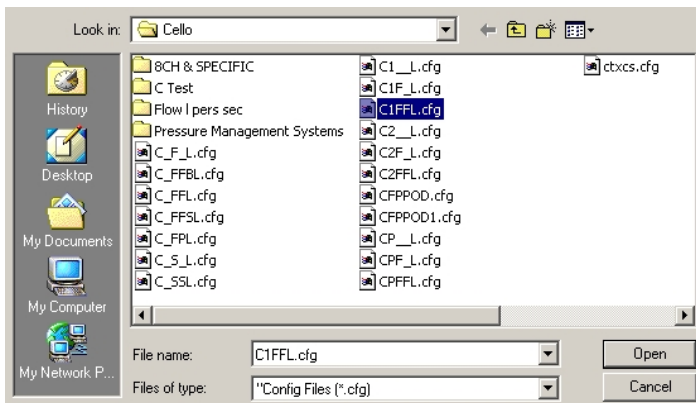 Look in:
Cello
History
Desktop
My Documents
My Computer
My Network P...
8CH & SPECIFIC
C Test
Flow l pers sec
Pressure Management Systems
C_F_L.cfg
C_FFBL.cfg
C_FFL.cfg
C_FFSL.cfg
C_FPL.cfg
C_S_L.cfg
C_SSL.cfg
C1__L.cfg
C1F_L.cfg
C1FFL.cfg
C2__L.cfg
C2F_L.cfg
C2FFL.cfg
CFPPOD.cfg
CFPPOD1.cfg
CP__L.cfg
CPF_L.cfg
CPFFL.cfg
ctxcs.cfg
File name:
C1FFL.cfg
Open
Files of type:
"Config Files (*.cfg)
Cancel